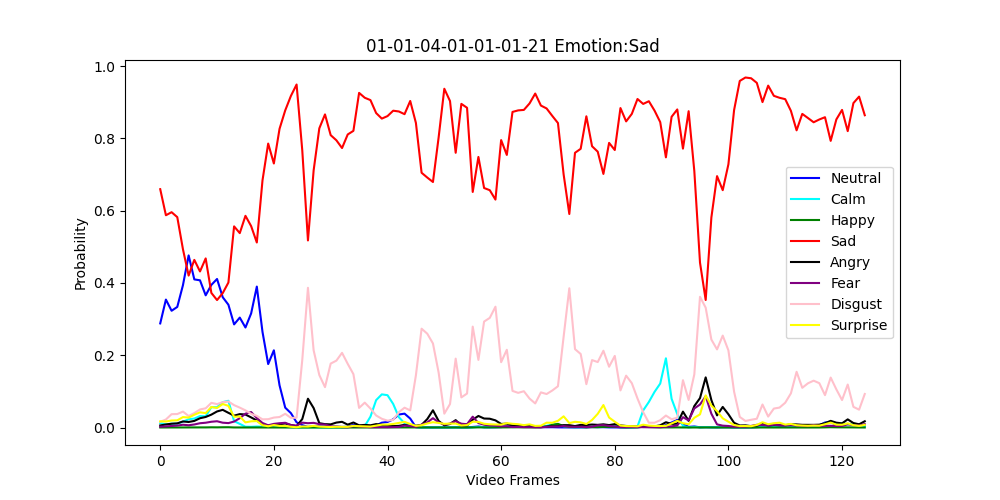 01-01-04-01-01-01-21 Emotion:Sad
Probability
1.0
0.8
0.6
0.4
0.2
0.0
0 20 40 60 80 100 120
Video Frames
Neutral
Calm
Happy
Sad
Angry
Fear
Disgust
Surprise